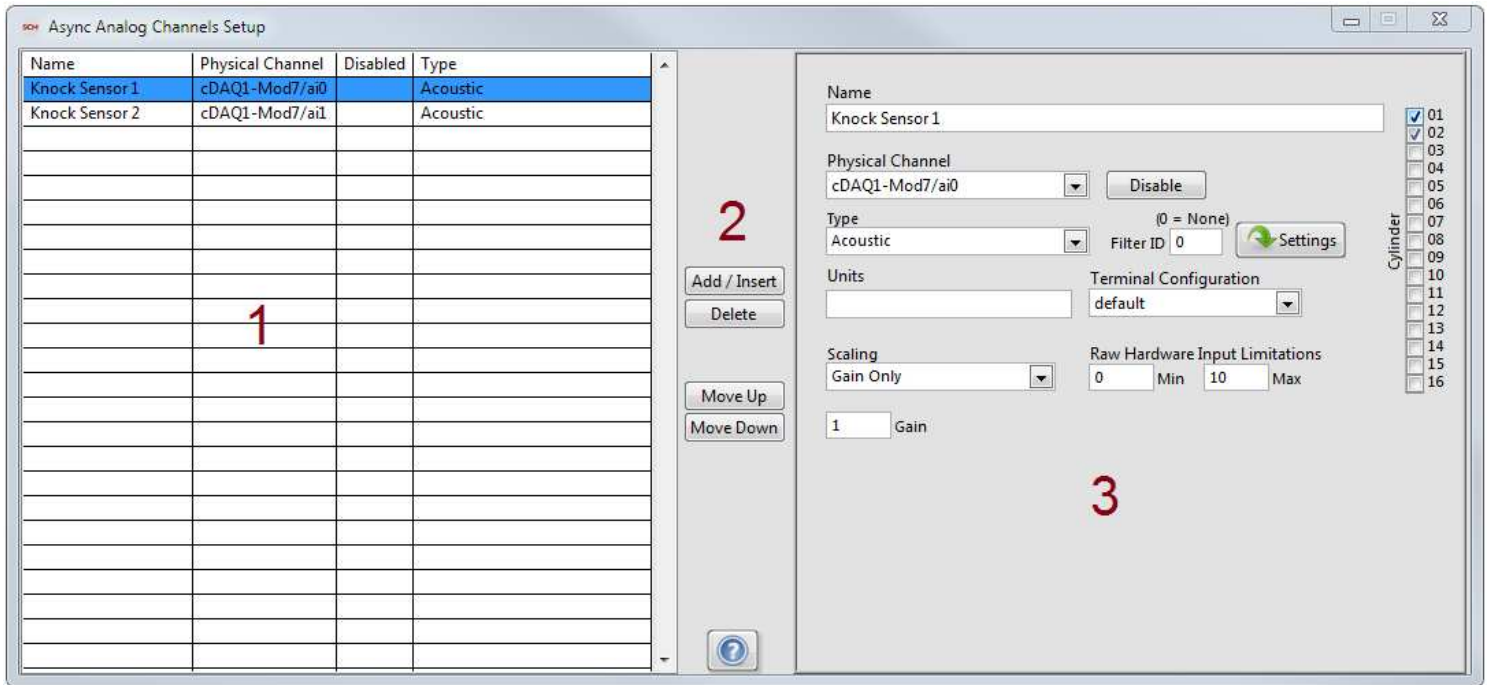 Async Analog Channels Setup
Name Physical Channel Disabled Type
Knock Sensor 1 cDAQ1-Mod7/ai0 Acoustic
Knock Sensor 2 cDAQ1-Mod7/ai1 Acoustic
1
2
Add / Insert
Delete
Move Up
Move Down
Name
Knock Sensor 1
Physical Channel
cDAQ1-Mod7/ai0 Disable
Type (0 = None)
Acoustic Filter ID 0 Settings
Units Terminal Configuration
default
Scaling Raw Hardware Input Limitations
Gain Only 0 Min 10 Max
1 Gain
3
Cylinder
01
02
03
04
05
06
07
08
09
10
11
12
13
14
15
16